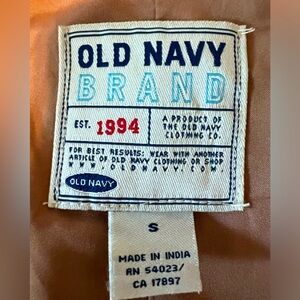 OLD NAVY
BRAND
EST. 1994
A PRODUCT OF
THE OLD NAVY
CLOTHING CO.
FOR BEST RESULTS: WEAR WITH ANOTHER
ARTICLE OF OLD NAVY CLOTHING OR SHOP
WWW.OLDNAVY.COM.
OLD NAVY
S
MADE IN INDIA
RN 54023/
CA 17897